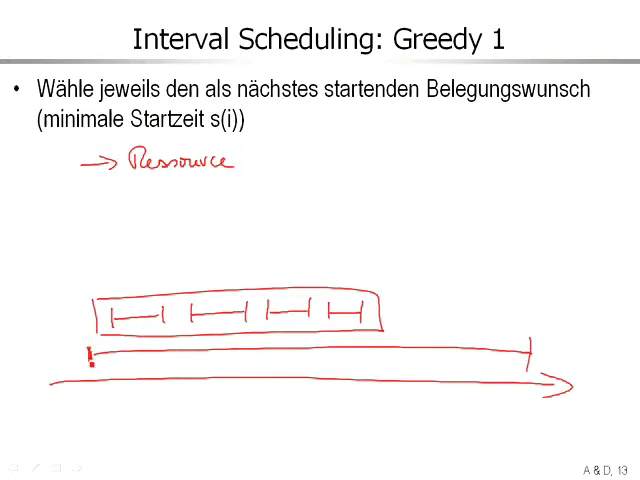 Interval Scheduling: Greedy 1
• Wähle jeweils den als nächstes startenden Belegungswunsch
(minimale Startzeit s(i))
→ Ressource
A & D, 13